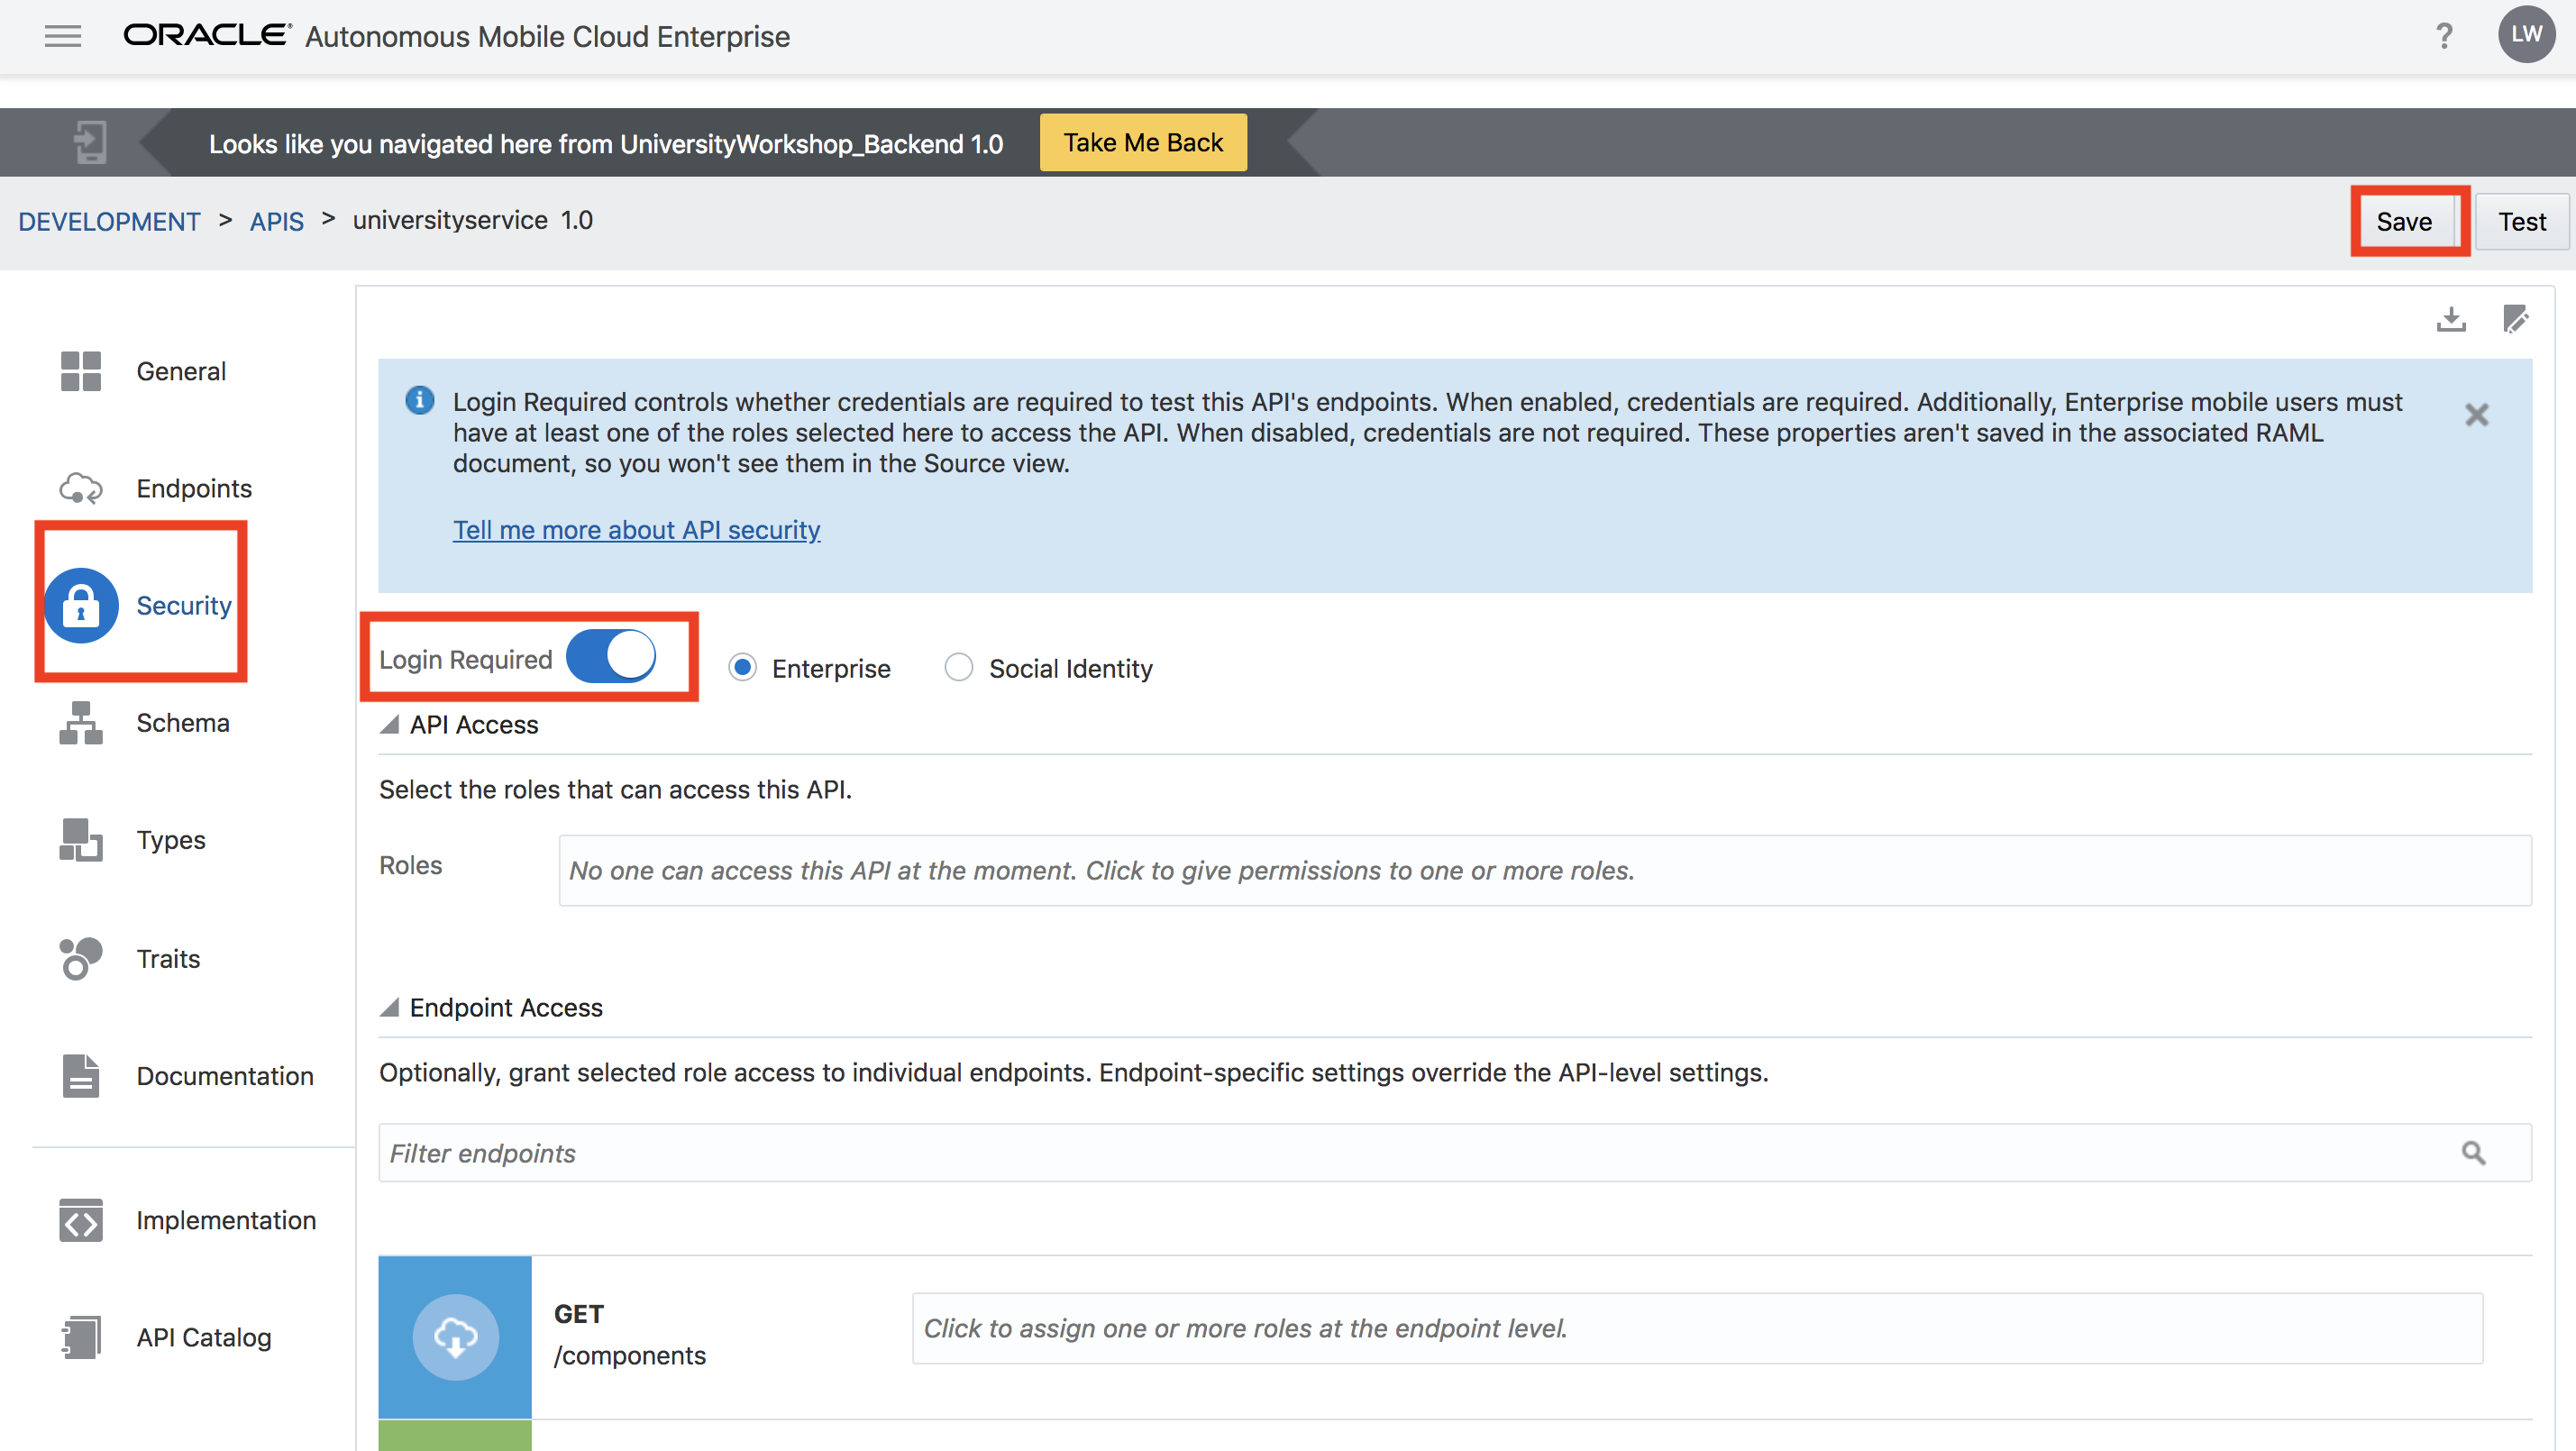 ORACLE® Autonomous Mobile Cloud Enterprise
?
LW
Looks like you navigated here from UniversityWorkshop_Backend 1.0
Take Me Back
DEVELOPMENT > APIS > universityservice 1.0
Save
Test
General
Endpoints
Security
Schema
Types
Traits
Documentation
Implementation
API Catalog
Login Required controls whether credentials are required to test this API's endpoints. When enabled, credentials are required. Additionally, Enterprise mobile users must
have at least one of the roles selected here to access the API. When disabled, credentials are not required. These properties aren't saved in the associated RAML
document, so you won't see them in the Source view.
Tell me more about API security
Login Required
Enterprise
Social Identity
API Access
Select the roles that can access this API.
Roles
No one can access this API at the moment. Click to give permissions to one or more roles.
Endpoint Access
Optionally, grant selected role access to individual endpoints. Endpoint-specific settings override the API-level settings.
Filter endpoints
GET
/components
Click to assign one or more roles at the endpoint level.